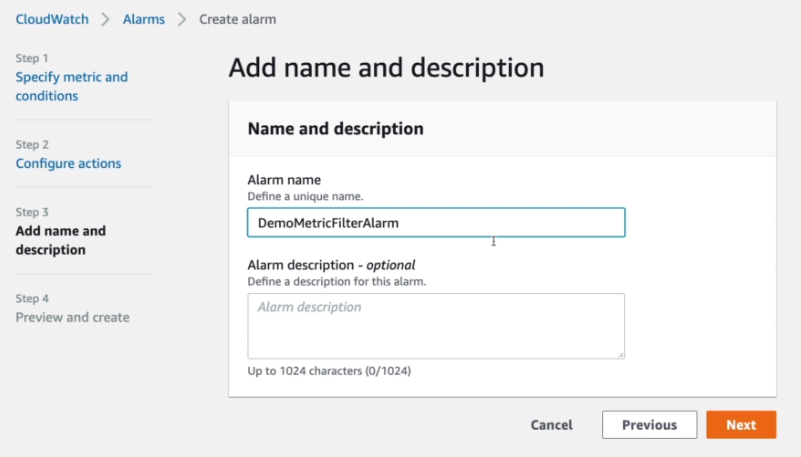 CloudWatch > Alarms > Create alarm
Step 1
Specify metric and
conditions
Step 2
Configure actions
Step 3
Add name and
description
Step 4
Preview and create
Add name and description
Name and description
Alarm name
Define a unique name.
DemoMetricFilterAlarm
Alarm description - optional
Define a description for this alarm.
Alarm description
Up to 1024 characters (0/1024)
Cancel Previous Next